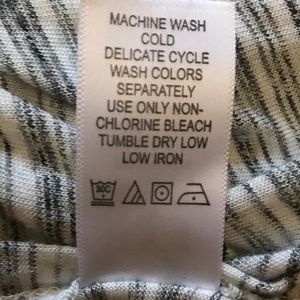 MACHINE WASH
COLD
DELICATE CYCLE
WASH COLORS
SEPARATELY
USE ONLY NON-
CHLORINE BLEACH
TUMBLE DRY LOW
LOW IRON
30C